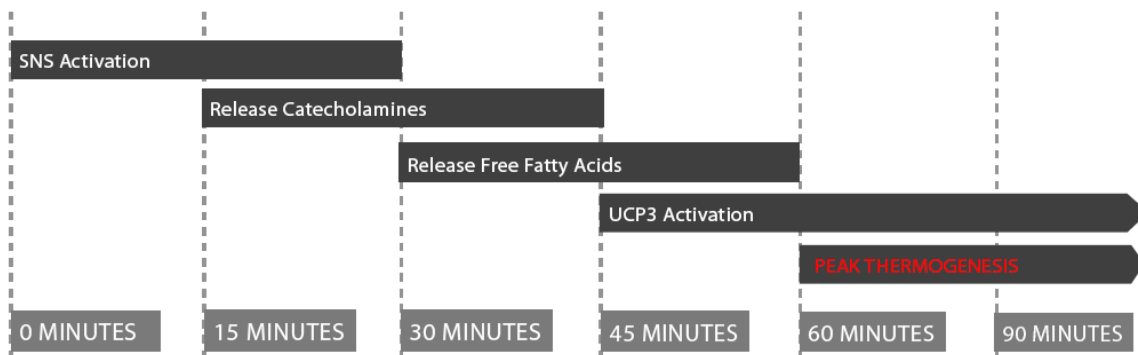 SNS Activation
Release Catecholamines
Release Free Fatty Acids
UCP3 Activation
PEAK THERMOGENESIS
0 MINUTES
15 MINUTES
30 MINUTES
45 MINUTES
60 MINUTES
90 MINUTES